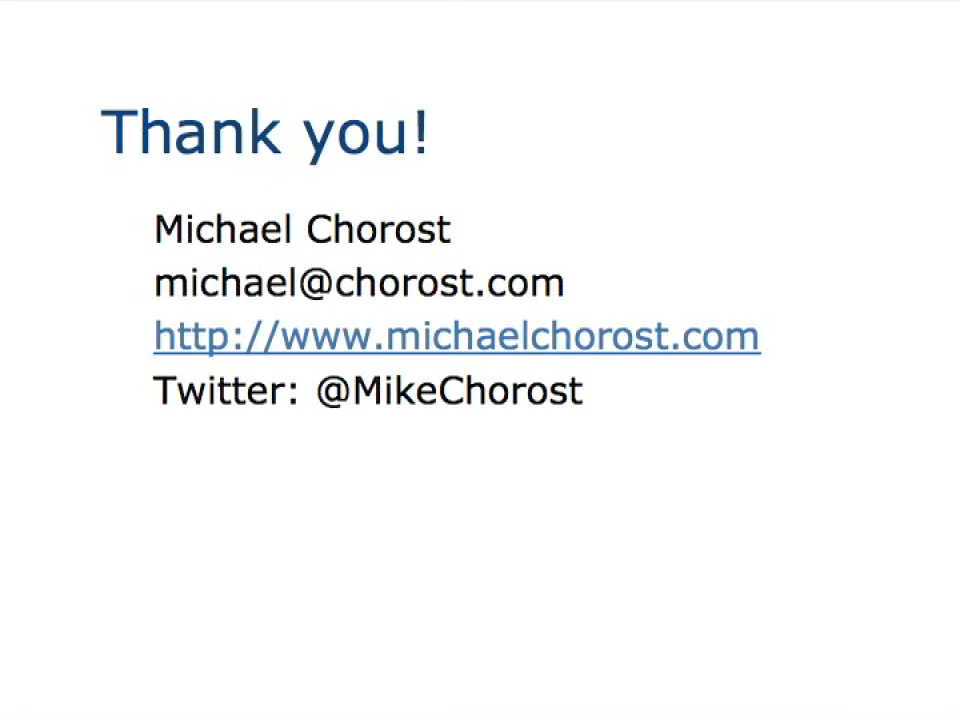 Thank you!
Michael Chorost
michael@chorost.com
http://www.michaelchorost.com
Twitter: @MikeChorost